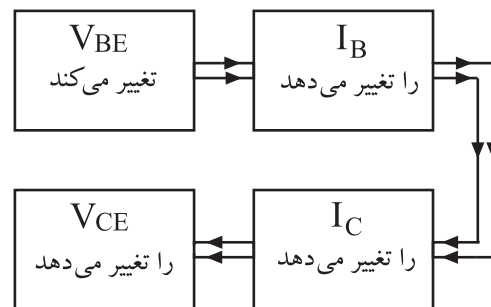 VBE
تغییر می‌کند
IB
را تغییر می‌دهد
IC
را تغییر می‌دهد
VCE
را تغییر می‌دهد